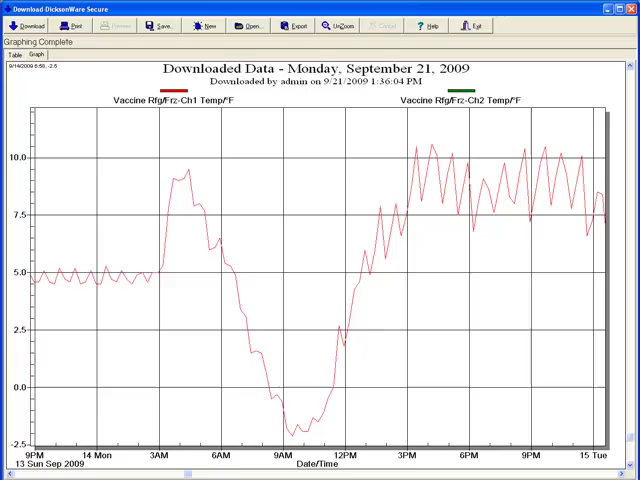 Download-DicksonWare Secure
Download Print Preview Save... New Open... Export UnZoom Cancel Help Exit
Graphing Complete
Table Graph
9/14/2009 6:58, -2.5
Downloaded Data - Monday, September 21, 2009
Downloaded by admin on 9/21/2009 1:36:04 PM
Vaccine Rfg/Frz-Ch1 Temp/°F Vaccine Rfg/Frz-Ch2 Temp/°F
10.0
7.5
5.0
2.5
0.0
-2.5
9PM 14 Mon 3AM 6AM 9AM 12PM 3PM 6PM 9PM 15 Tue
13 Sun Sep 2009 Date/Time